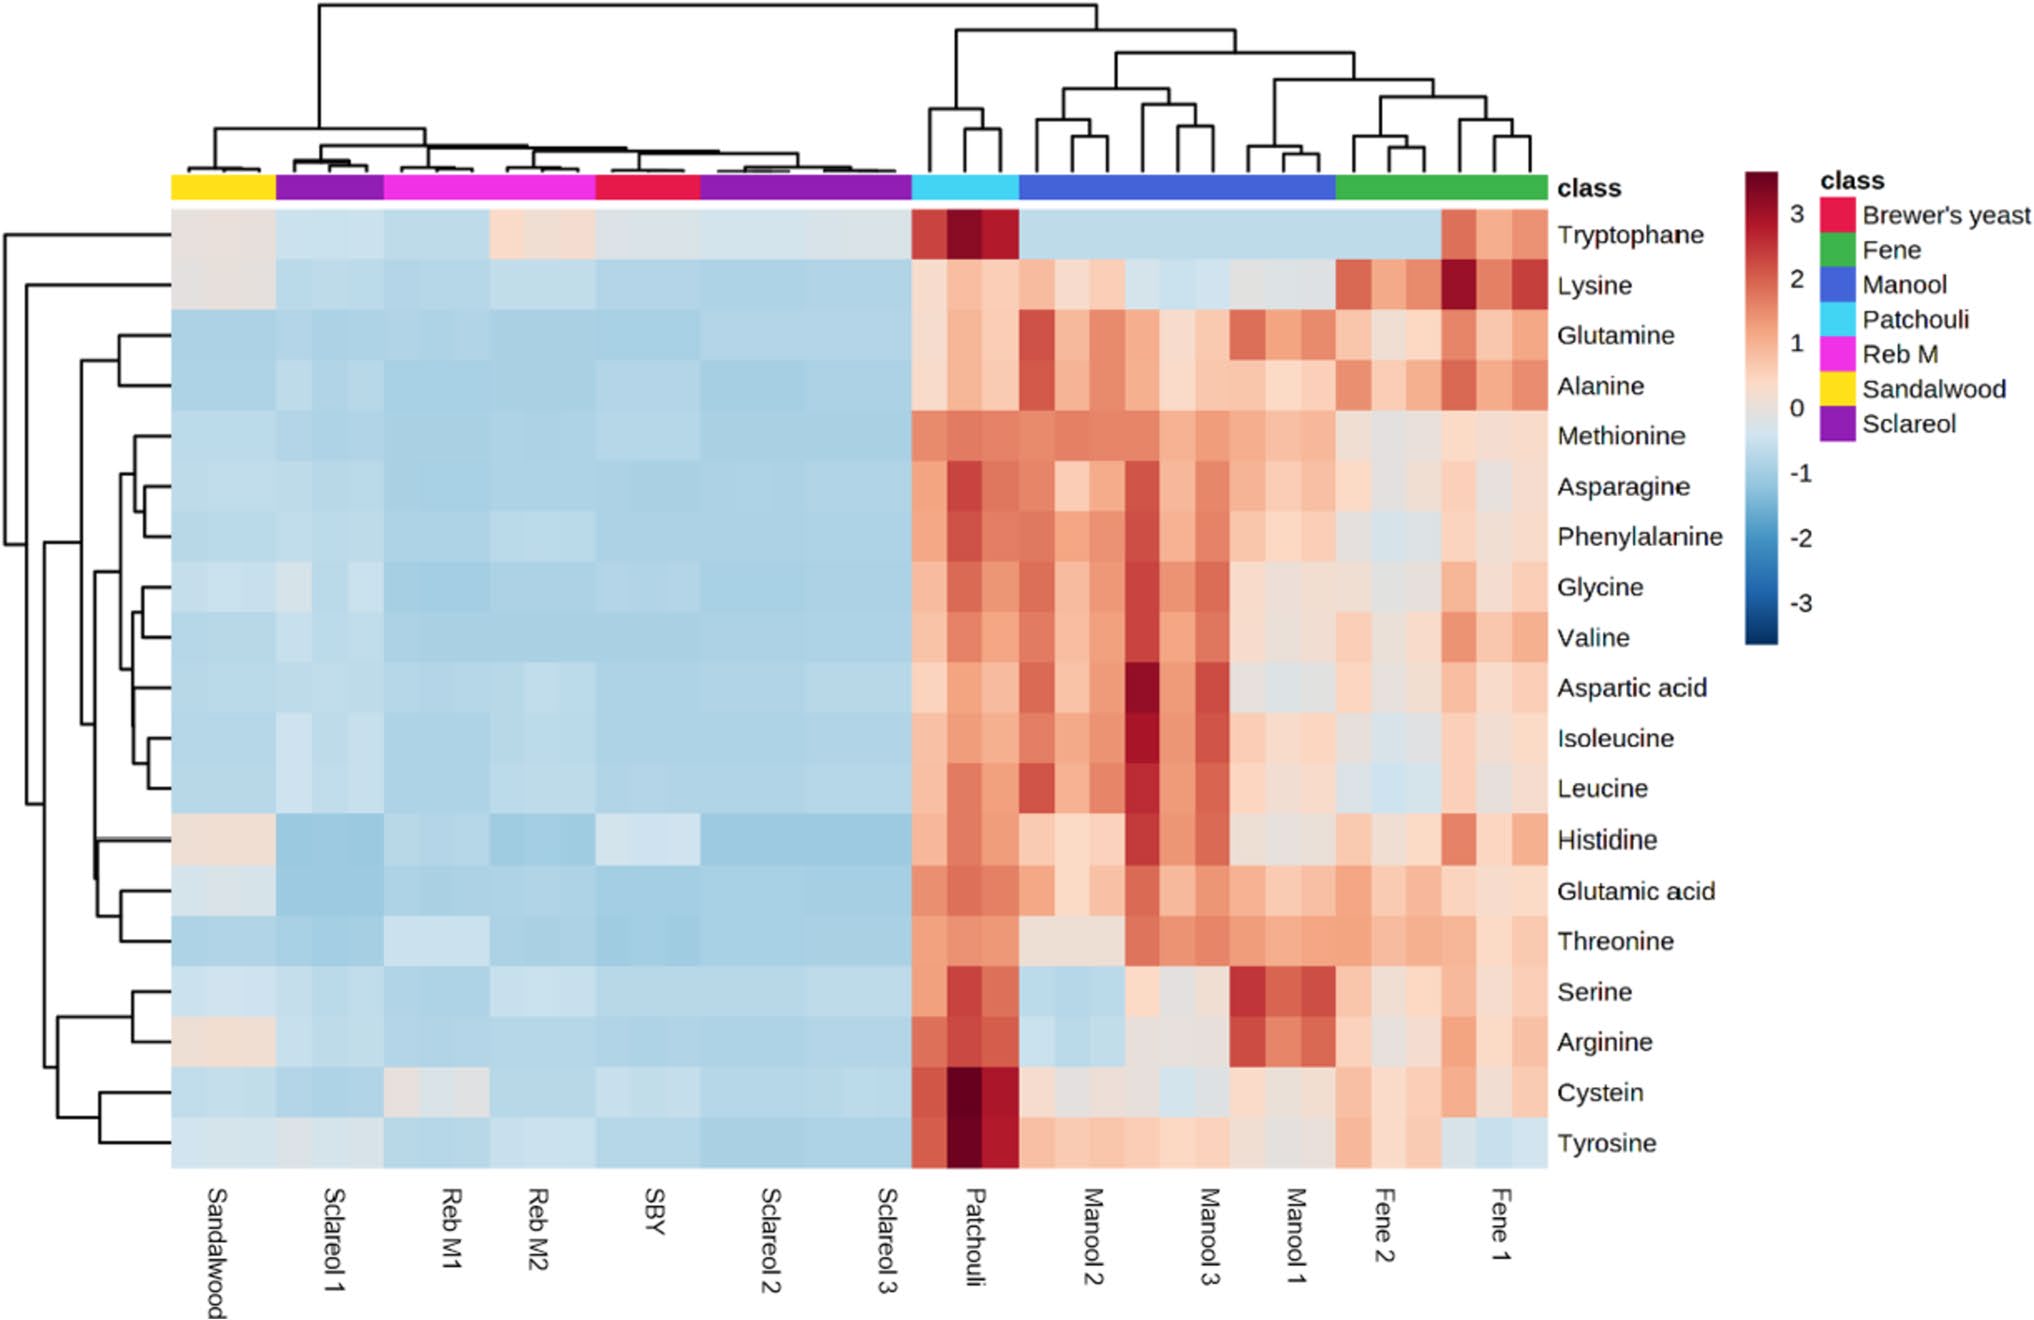 class
Tryptophane
Lysine
Glutamine
Alanine
Methionine
Asparagine
Phenylalanine
Glycine
Valine
Aspartic acid
Isoleucine
Leucine
Histidine
Glutamic acid
Threonine
Serine
Arginine
Cystein
Tyrosine
3
2
1
0
-1
-2
-3
class
Brewer's yeast
Fene
Manool
Patchouli
Reb M
Sandalwood
Sclareol
Sandalwood
Sclareol 1
Reb M1
Reb M2
SBY
Sclareol 2
Sclareol 3
Patchouli
Manool 2
Manool 3
Manool 1
Fene 2
Fene 1